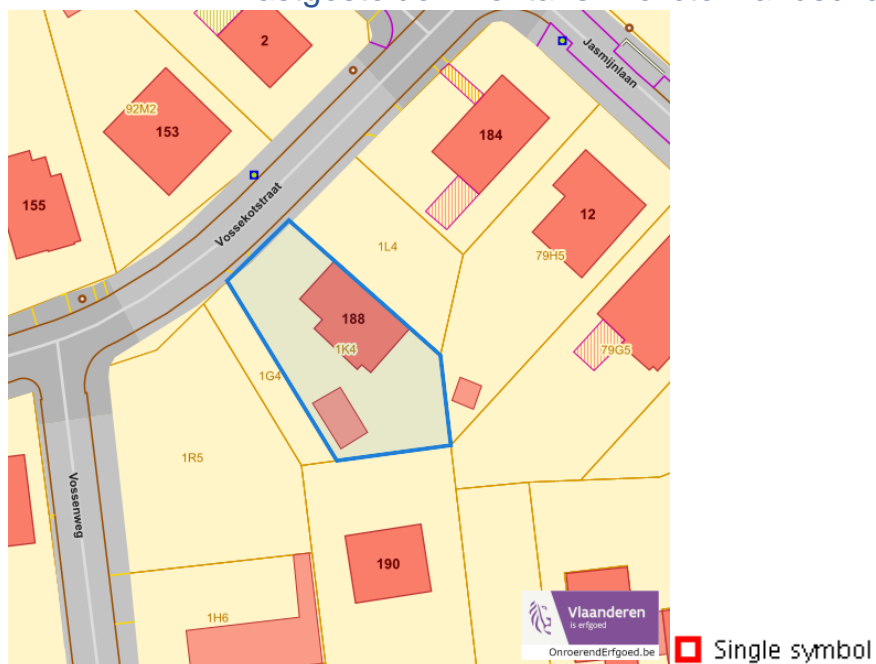 2
Jasmijnlaan
92M2
153
184
155
Vossekotstraat
12
1L4
79H5
188
1K4
79G5
1G4
1R5
Vossenweg
190
1H6
Vlaanderen
is erfgoed
OnroerendErfgoed.be
Single symbol